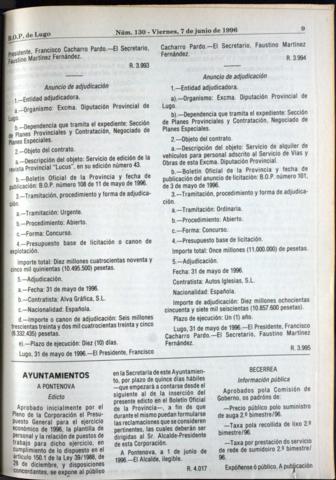 B.O.P. de Lugo
Núm. 130 - Viernes, 7 de junio de 1996
9
Presidente, Francisco Cacharro Pardo.—El Secretario,
Faustino Martínez Fernández.
R. 3.993
Anuncio de adjudicación
1.—Entidad adjudicadora.
a).—Organismo: Excma. Diputación Provincial de
Lugo.
b).—Dependencia que tramita el expediente: Sección
de Planes Provinciales y Contratación, Negociado de
Planes Especiales.
2.—Objeto del contrato.
a.—Descripción del objeto: Servicio de edición de la
revista Provincial "Lucus", en su edición número 43.
b.—Boletín Oficial de la Provincia y fecha de
publicación: B.O.P. número 108 de 11 de mayo de 1996.
3.—Tramitación, procedimiento y forma de adjudica-
ción.
a.—Tramitación: Urgente.
b.—Procedimiento: Abierto.
c.—Forma: Concurso.
4.—Presupuesto base de licitación o canon de
explotación.
Importe total: Diez millones cuatrocientos noventa y
cinco mil quinientos (10.495.500) pesetas.
5.—Adjudicación.
a.—Fecha: 31 de mayo de 1996.
b.—Contratista: Alva Gráfica, S.L.
c.—Nacionalidad: Española.
d.—Importe o canon de adjudicación: Seis millones
trescientas treinta y dos mil cuatrocientas treinta y cinco
(6.332.435) pesetas.
e).—Plazo de ejecución: Diez (10) días.
Lugo, 31 de mayo de 1996.—El Presidente, Francisco
Cacharro Pardo.—El Secretario, Faustino Martínez
Fernández.
R. 3.994
Anuncio de adjudicación
1.—Entidad adjudicadora.
a).—Organismo: Excma. Diputación Provincial de
Lugo.
b).—Dependencia que tramita el expediente: Sección
de Planes Provinciales y Contratación, Negociado de
Planes Especiales.
2.—Objeto del contrato.
a.—Descripción del objeto: Servicio de alquiler de
vehículos para personal adscrito al Servicio de Vías y
Obras de esta Excma. Diputación Provincial.
b.—Boletín Oficial de la Provincia y fecha de
publicación del anuncio de licitación: B.O.P. número 101,
de 3 de mayo de 1996.
3.—Tramitación, procedimiento y forma de adjudica-
ción.
a.—Tramitación: Ordinaria.
b.—Procedimiento: Abierto.
c.—Forma: Concurso.
4.—Presupuesto base de licitación.
Importe total: Once millones (11.000.000) de pesetas.
5.—Adjudicación.
Fecha: 31 de mayo de 1996.
Contratista: Autos Iglesias, S.L.
Nacionalidad: Española.
Importe de adjudicación: Diez millones ochocientos
cincuenta y siete mil seiscientos (10.857.600) pesetas.
Plazo de ejecución: Un (1) año.
Lugo, 31 de mayo de 1996.—El Presidente, Francisco
Cacharro Pardo.—El Secretario, Faustino Martínez
Fernández.
R. 3.995
AYUNTAMIENTOS
A PONTENOVA
Edicto
Aprobado inicialmente por el
Pleno de la Corporación el Presu-
puesto General para el ejercicio
económico de 1996, la plantilla de
personal y la relación de puestos de
trabajo para dicho ejercicio, en
cumplimiento de lo dispuesto en el
artículo 150.1 de la Ley 39/1988, de
28 de diciembre, y disposiciones
concordantes, se expone al público
en la Secretaría de este Ayuntamien-
to, por plazo de quince días hábiles
—que empezará a contarse desde el
siguiente al de la inserción del
presente edicto en el Boletín Oficial
de la Provincia—, a fin de que
durante el mismo puedan formularse
las reclamaciones que se consideren
pertinentes, las cuales deberán ser
dirigidas al Sr. Alcalde-Presidente
de esta Corporación.
A Pontenova, a 1 de junio de
1996.—El Alcalde, ilegible.
R. 4.017
BECERREA
Información pública
Aprobados pola Comisión de
Goberno, os padróns de:
—Precio público polo suministro
de auga 2.º bimestre/96.
—Taxa pola recollida de lixo 2.º
bimestre/96.
—Taxa por prestación do servicio
de rede de sumidoiro 2.º bimestre/
96.
Expóñense ó público. A publicación